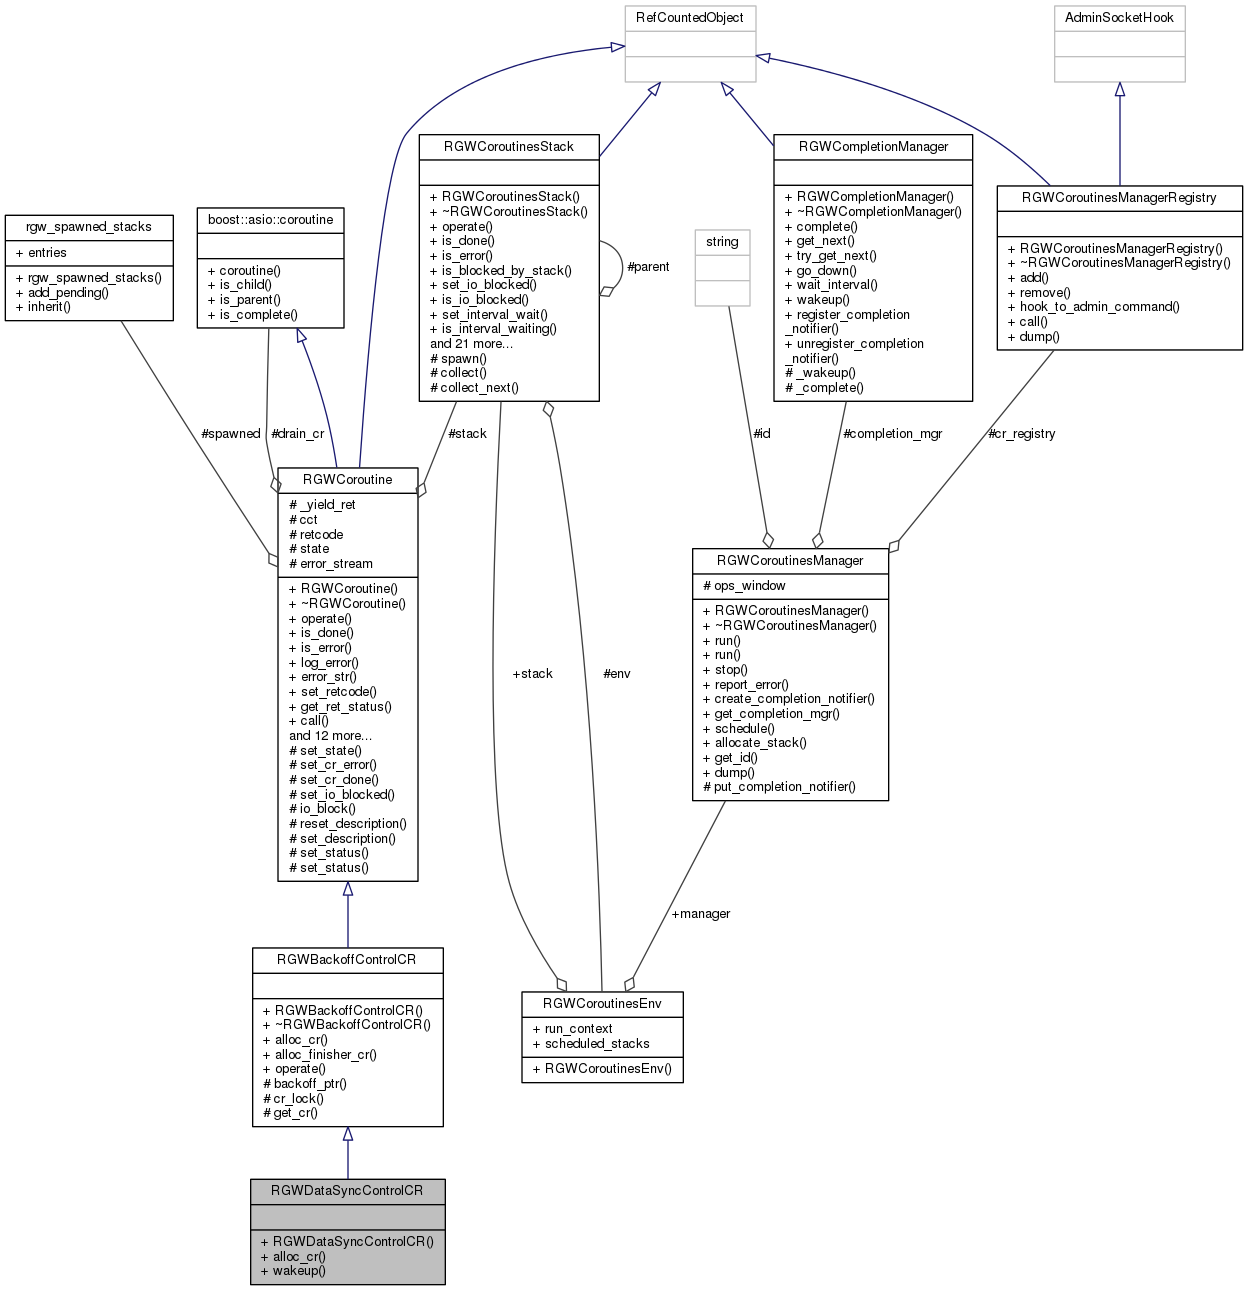 RefCountedObject
AdminSocketHook
RGWCoroutinesStack
+ RGWCoroutinesStack()
+ ~RGWCoroutinesStack()
+ operate()
+ is_done()
+ is_error()
+ is_blocked_by_stack()
+ set_io_blocked()
+ is_io_blocked()
+ set_interval_wait()
+ is_interval_waiting()
and 21 more...
# spawn()
# collect()
# collect_next()
#parent
RGWCompletionManager
+ RGWCompletionManager()
+ ~RGWCompletionManager()
+ complete()
+ get_next()
+ try_get_next()
+ go_down()
+ wait_interval()
+ wakeup()
+ register_completion
_notifier()
+ unregister_completion
_notifier()
# _wakeup()
# _complete()
RGWCoroutinesManagerRegistry
+ RGWCoroutinesManagerRegistry()
+ ~RGWCoroutinesManagerRegistry()
+ add()
+ remove()
+ hook_to_admin_command()
+ call()
+ dump()
rgw_spawned_stacks
+ entries
+ rgw_spawned_stacks()
+ add_pending()
+ inherit()
boost::asio::coroutine
+ coroutine()
+ is_child()
+ is_parent()
+ is_complete()
string
#spawned
#drain_cr
#stack
#id
#completion_mgr
#cr_registry
RGWCoroutine
# _yield_ret
# cct
# retcode
# state
# error_stream
+ RGWCoroutine()
+ ~RGWCoroutine()
+ operate()
+ is_done()
+ is_error()
+ log_error()
+ error_str()
+ set_retcode()
+ get_ret_status()
+ call()
and 12 more...
# set_state()
# set_cr_error()
# set_cr_done()
# set_io_blocked()
# io_block()
# reset_description()
# set_description()
# set_status()
# set_status()
+stack
#env
RGWCoroutinesManager
# ops_window
+ RGWCoroutinesManager()
+ ~RGWCoroutinesManager()
+ run()
+ run()
+ stop()
+ report_error()
+ create_completion_notifier()
+ get_completion_mgr()
+ schedule()
+ allocate_stack()
+ get_id()
+ dump()
# put_completion_notifier()
+manager
RGWBackoffControlCR
+ RGWBackoffControlCR()
+ ~RGWBackoffControlCR()
+ alloc_cr()
+ alloc_finisher_cr()
+ operate()
# backoff_ptr()
# cr_lock()
# get_cr()
RGWCoroutinesEnv
+ run_context
+ scheduled_stacks
+ RGWCoroutinesEnv()
RGWDataSyncControlCR
+ RGWDataSyncControlCR()
+ alloc_cr()
+ wakeup()